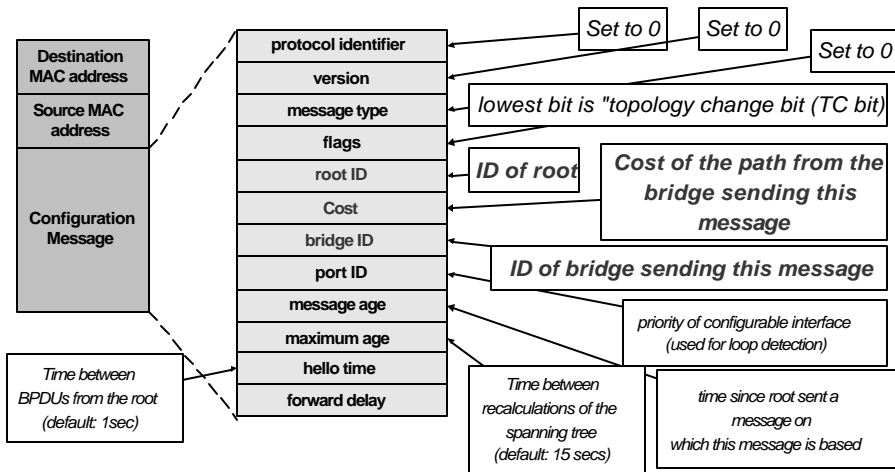 Destination
MAC address
Source MAC
address
Configuration
Message
protocol identifier
version
message type
flags
root ID
Cost
bridge ID
port ID
message age
maximum age
hello time
forward delay
Set to 0
Set to 0
Set to 0
lowest bit is "topology change bit (TC bit)
ID of root
Cost of the path from the
bridge sending this
message
ID of bridge sending this message
priority of configurable interface
(used for loop detection)
time since root sent a
message on
which this message is based
Time between
recalculations of the
spanning tree
(default: 15 secs)
Time between
BPDUs from the root
(default: 1sec)